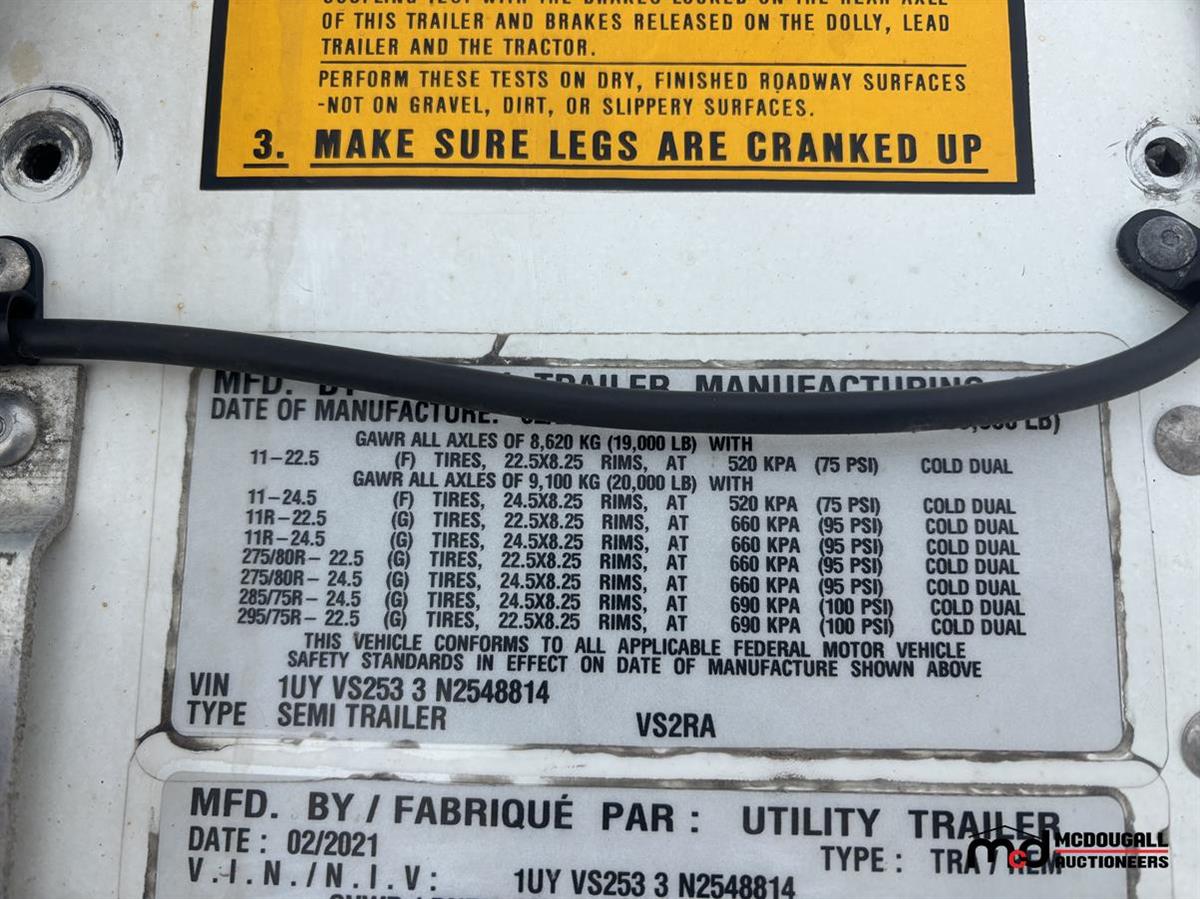 OF THIS TRAILER AND BRAKES RELEASED ON THE DOLLY, LEAD
TRAILER AND THE TRACTOR.
PERFORM THESE TESTS ON DRY, FINISHED ROADWAY SURFACES
-NOT ON GRAVEL, DIRT, OR SLIPPERY SURFACES.
3. MAKE SURE LEGS ARE CRANKED UP
MFD. TRAILER MANUFACTURING
DATE OF MANUFACTURE: LB)
GAWR ALL AXLES OF 8,620 KG (19,000 LB) WITH
11-22.5 (F) TIRES, 22.5X8.25 RIMS, AT 520 KPA (75 PSI) COLD DUAL
GAWR ALL AXLES OF 9,100 KG (20,000 LB) WITH
11-24.5 (F) TIRES, 24.5X8.25 RIMS, AT 520 KPA (75 PSI) COLD DUAL
11R-22.5 (G) TIRES, 22.5X8.25 RIMS, AT 660 KPA (95 PSI) COLD DUAL
11R-24.5 (G) TIRES, 24.5X8.25 RIMS, AT 660 KPA (95 PSI) COLD DUAL
275/80R- 22.5 (G) TIRES, 22.5X8.25 RIMS, AT 660 KPA (95 PSI) COLD DUAL
275/80R- 24.5 (G) TIRES, 24.5X8.25 RIMS, AT 660 KPA (95 PSI) COLD DUAL
285/75R- 24.5 (G) TIRES, 24.5X8.25 RIMS, AT 690 KPA (100 PSI) COLD DUAL
295/75R- 22.5 (G) TIRES, 22.5X8.25 RIMS, AT 690 KPA (100 PSI) COLD DUAL
THIS VEHICLE CONFORMS TO ALL APPLICABLE FEDERAL MOTOR VEHICLE
SAFETY STANDARDS IN EFFECT ON DATE OF MANUFACTURE SHOWN ABOVE
VIN 1UY VS253 3 N2548814
TYPE SEMI TRAILER VS2RA
MFD. BY / FABRIQUÉ PAR : UTILITY TRAILER
DATE : 02/2021 TYPE : TRA / REM
V.I.N./N.I.V: 1UY VS253 3 N2548814
mcd MCDOUGALL
AUCTIONEERS